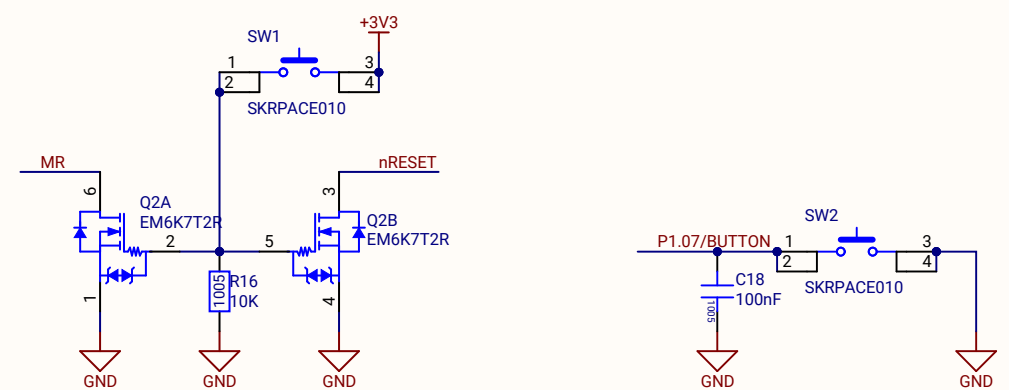 +3V3
SW1
1
3
2
4
SKRPACE010
MR
nRESET
6
3
Q2A
EM6K7T2R
Q2B
EM6K7T2R
2
5
1
1005
R16
10K
4
GND
GND
GND
SW2
P1.07/BUTTON
1
3
2
4
C18
100nF
SKRPACE010
1005
GND
GND